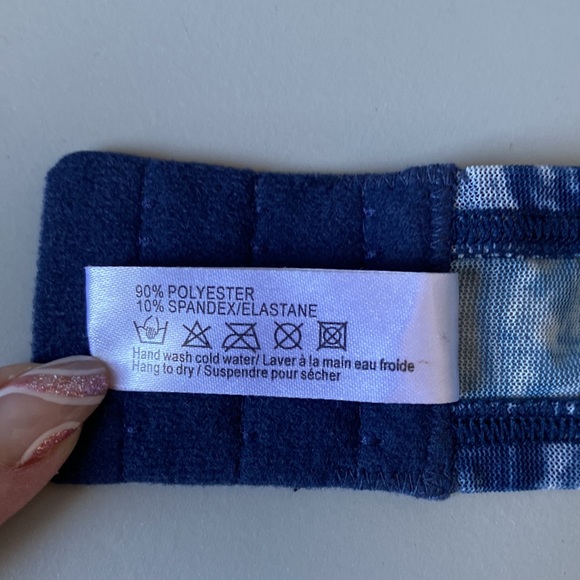 90% POLYESTER
10% SPANDEX/ELASTANE
Hand wash cold water/ Laver à la main eau froide
Hang to dry / Suspendre pour sécher